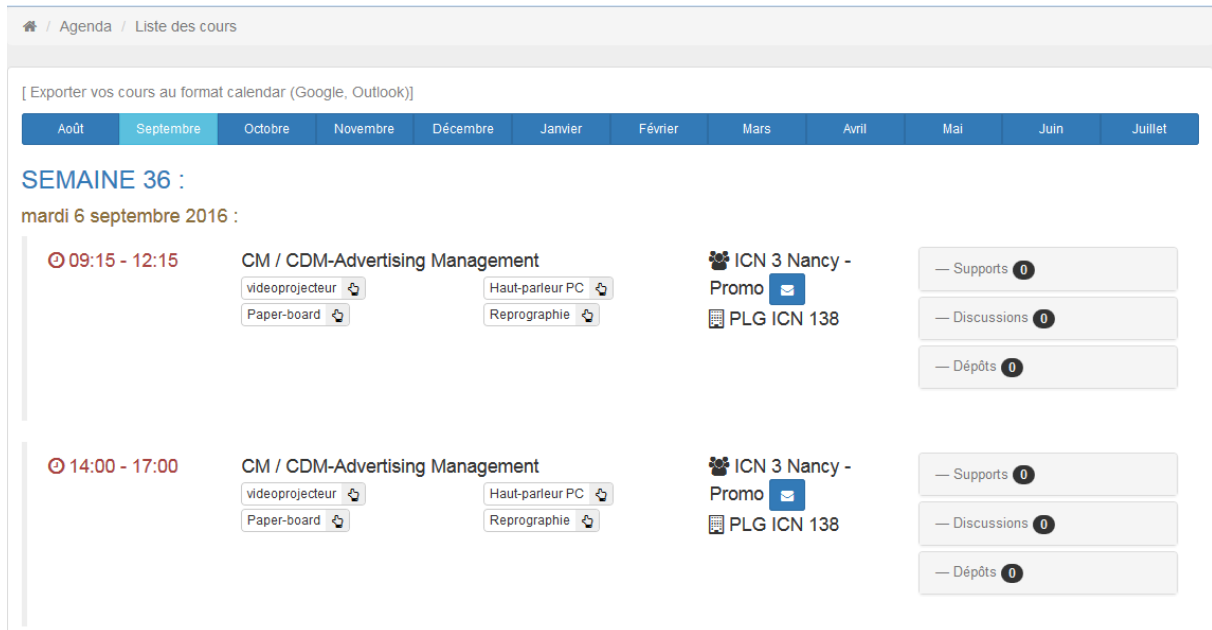 / Agenda / Liste des cours
[ Exporter vos cours au format calendar (Google, Outlook)]
Août Septembre Octobre Novembre Décembre Janvier Février Mars Avril Mai Juin Juillet
SEMAINE 36 :
mardi 6 septembre 2016 :
09:15 - 12:15
CM / CDM-Advertising Management
videoprojecteur
Haut-parleur PC
Paper-board
Reprographie
ICN 3 Nancy -
Promo
PLG ICN 138
— Supports 0
— Discussions 0
— Dépôts 0
14:00 - 17:00
CM / CDM-Advertising Management
videoprojecteur
Haut-parleur PC
Paper-board
Reprographie
ICN 3 Nancy -
Promo
PLG ICN 138
— Supports 0
— Discussions 0
— Dépôts 0